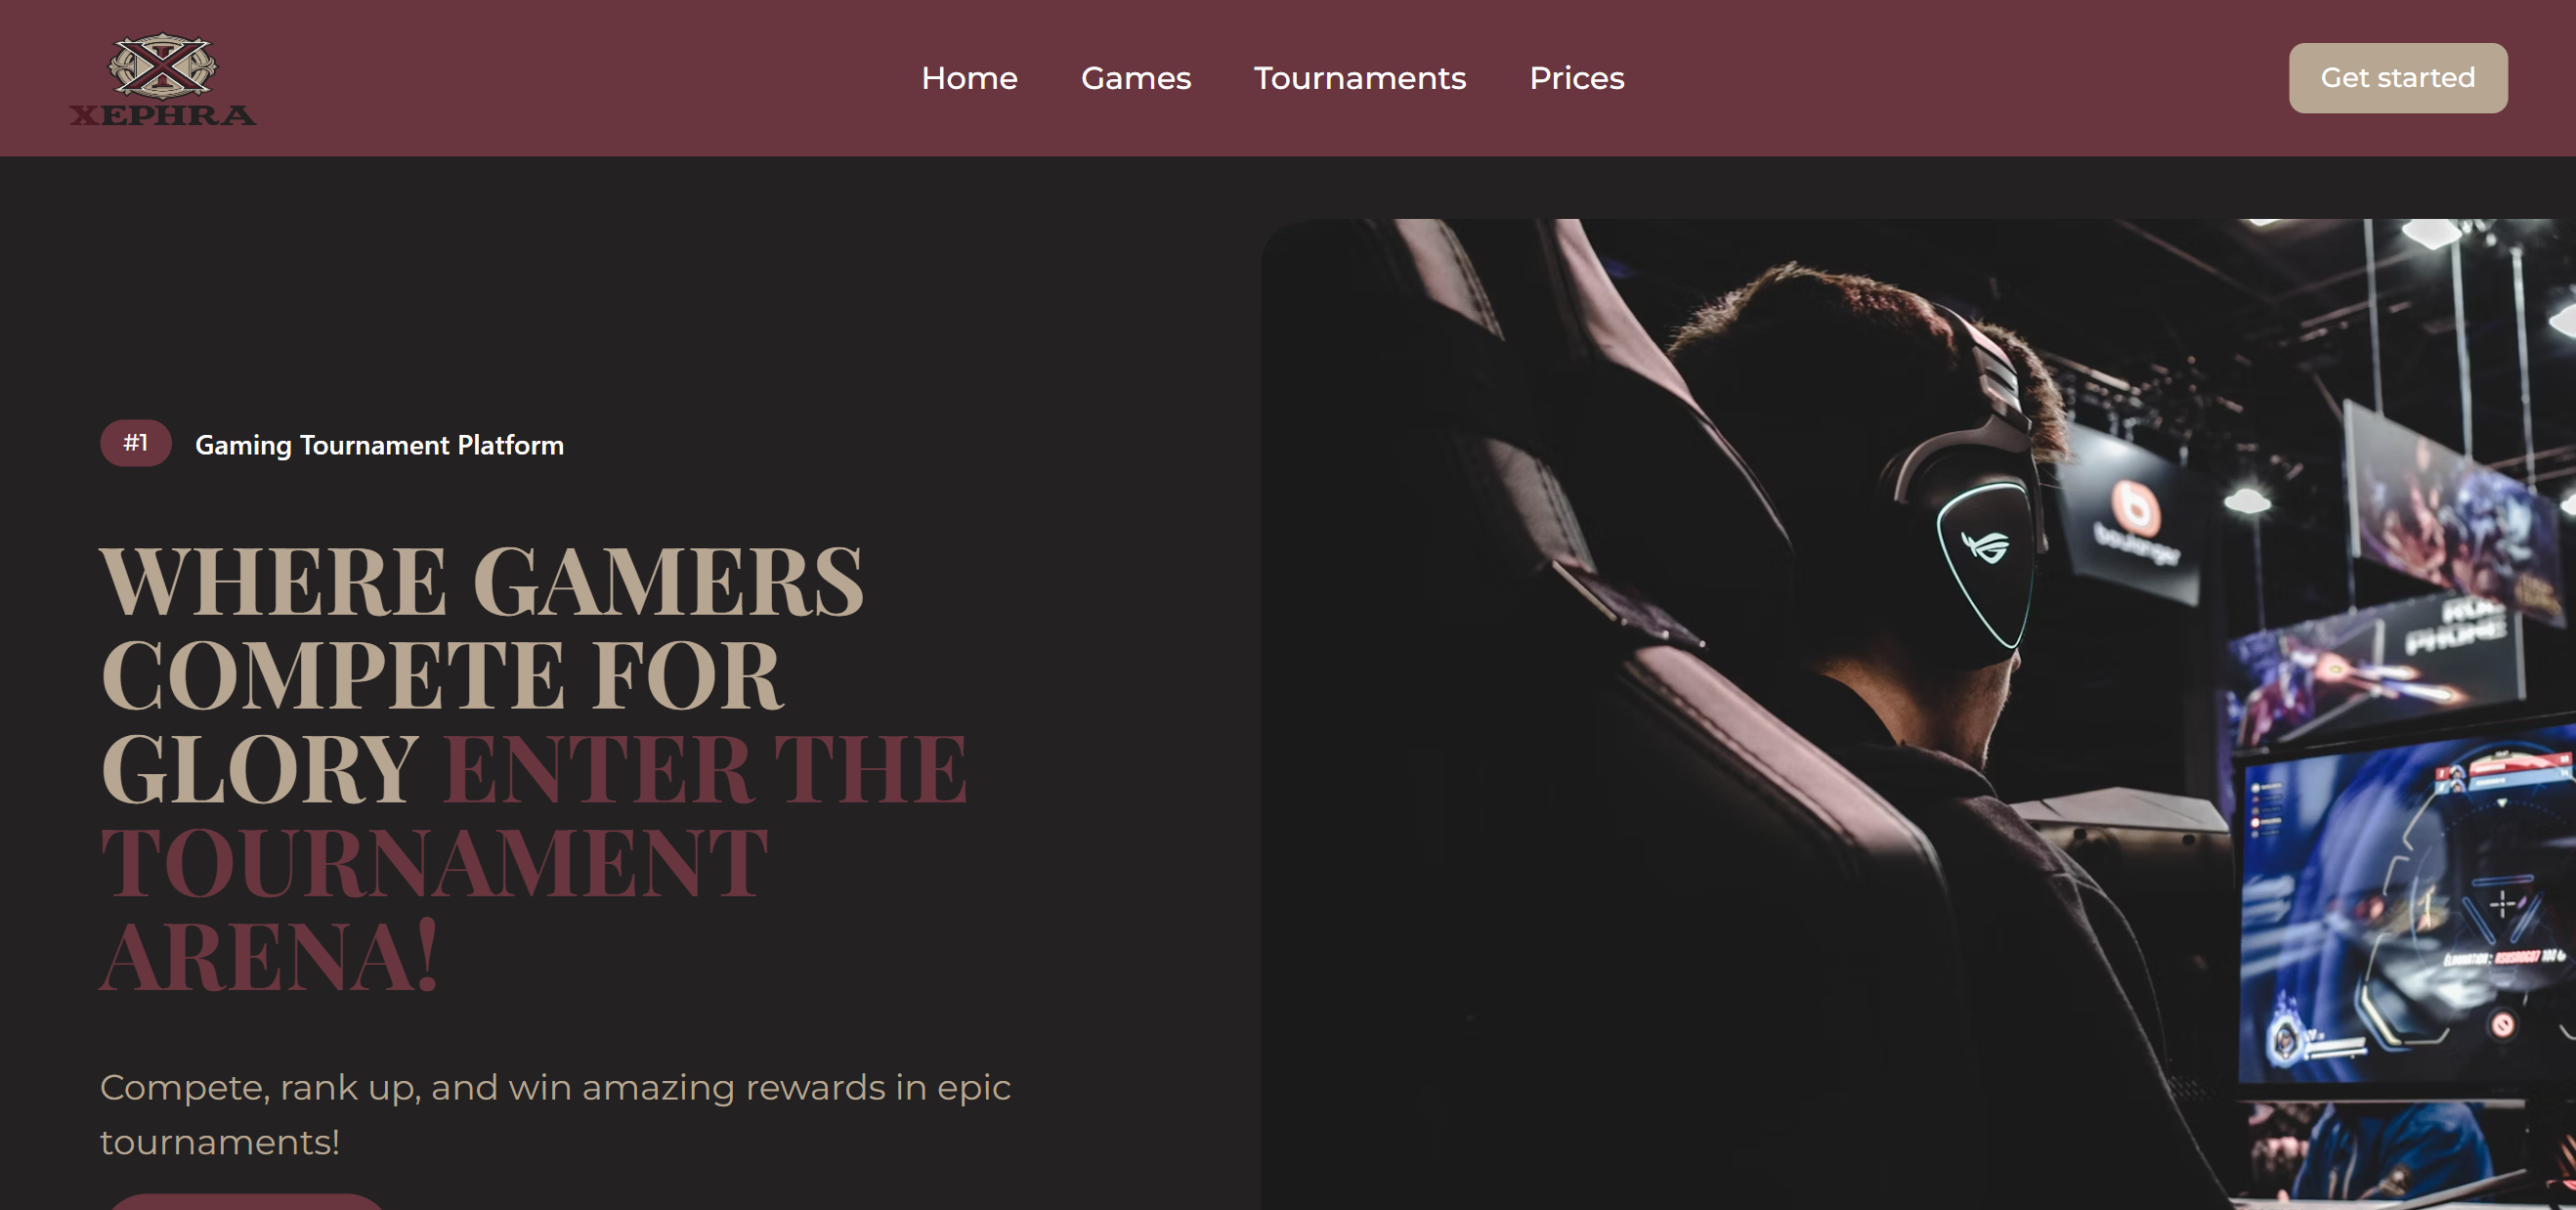 XEPHRA
Home
Games
Tournaments
Prices
Get started
#1
Gaming Tournament Platform
WHERE GAMERS
COMPETE FOR
GLORY ENTER THE
TOURNAMENT
ARENA!
Compete, rank up, and win amazing rewards in epic
tournaments!
boulanger
PHONE